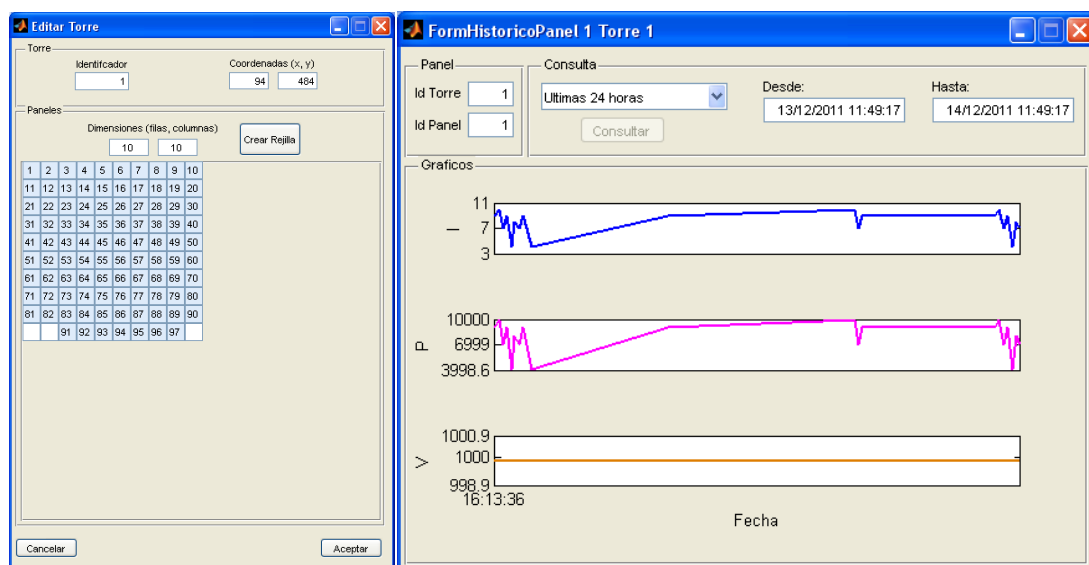 Editar Torre
Torre
Identifcador
Coordenadas (x, y)
1
94
484
Paneles
Dimensiones (filas, columnas)
10
10
Crear Rejilla
1 2 3 4 5 6 7 8 9 10
11 12 13 14 15 16 17 18 19 20
21 22 23 24 25 26 27 28 29 30
31 32 33 34 35 36 37 38 39 40
41 42 43 44 45 46 47 48 49 50
51 52 53 54 55 56 57 58 59 60
61 62 63 64 65 66 67 68 69 70
71 72 73 74 75 76 77 78 79 80
81 82 83 84 85 86 87 88 89 90
91 92 93 94 95 96 97
Cancelar
Aceptar
FormHistoricoPanel 1 Torre 1
Panel
Id Torre 1
Id Panel 1
Consulta
Ultimas 24 horas
Consultar
Desde:
13/12/2011 11:49:17
Hasta:
14/12/2011 11:49:17
Graficos
I
11
7
3
P
10000
6999
3998.6
V
1000.9
1000
998.9
16:13:36
Fecha